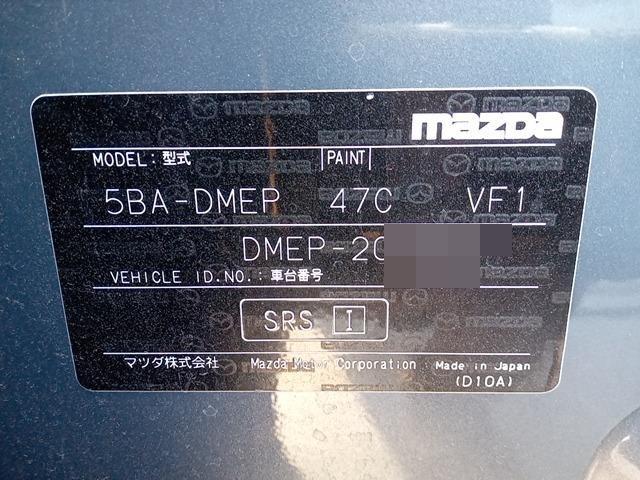 mazda
MODEL: 型式 PAINT
5BA-DMEP 47C VF1
DMEP-20
VEHICLE ID.NO.: 車台番号
SRS I
マツダ株式会社 Mazda Motor Corporation Made in Japan
(D10A)